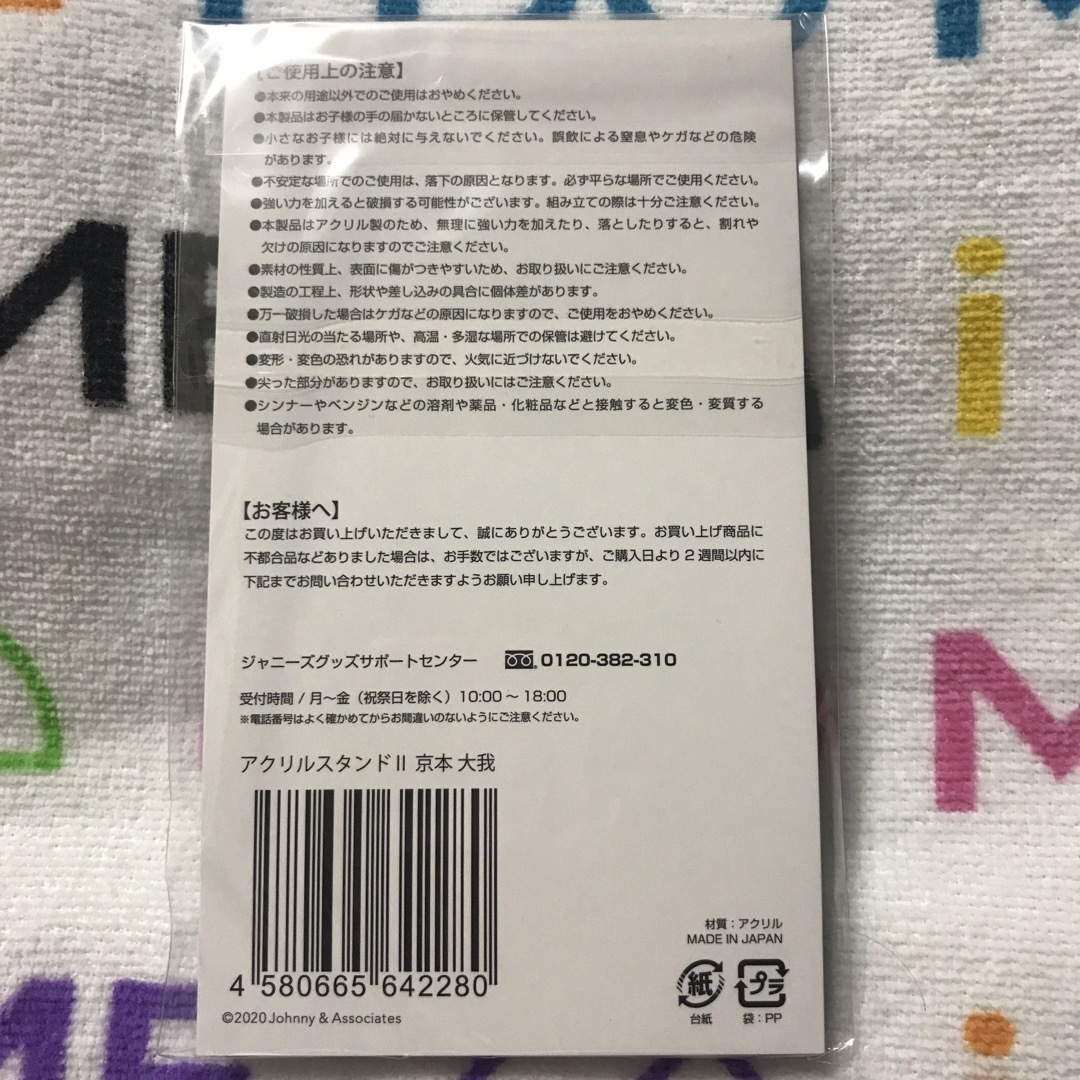 【ご使用上の注意】
●本来の用途以外でのご使用はおやめください。
●本製品はお子様の手の届かないところに保管してください。
●小さなお子様には絶対に与えないでください。誤飲による窒息やケガなどの危険
があります。
●不安定な場所でのご使用は、落下の原因となります。必ず平らな場所でご使用ください。
●強い力を加えると破損する可能性がございます。組み立ての際は十分ご注意ください。
●本製品はアクリル製のため、無理に強い力を加えたり、落としたりすると、割れや
欠けの原因になりますのでご注意ください。
●素材の性質上、表面に傷がつきやすいため、お取り扱いにご注意ください。
●製造の工程上、形状や差し込みの具合に個体差があります。
●万一破損した場合はケガなどの原因になりますので、ご使用をおやめください。
●直射日光の当たる場所や、高温・多湿な場所での保管は避けてください。
●変形・変色の恐れがありますので、火気に近づけないでください。
●尖った部分がありますので、お取り扱いにはご注意ください。
●シンナーやベンジンなどの溶剤や薬品・化粧品などと接触すると変色・変質する
場合があります。
【お客様へ】
この度はお買い上げいただきまして、誠にありがとうございます。お買い上げ商品に
不都合品などありました場合は、お手数ではございますが、ご購入日より2週間以内に
下記までお問い合わせいただきますようお願い申し上げます。
ジャニーズグッズサポートセンター 0120-382-310
受付時間 / 月〜金（祝祭日を除く）10:00 〜 18:00
※電話番号はよく確かめてからお間違いのないようにご注意ください。
アクリルスタンドII 京本 大我
4 580665 642280
©2020 Johnny & Associates
材質：アクリル
MADE IN JAPAN
紙 プラ
台紙 袋：PP